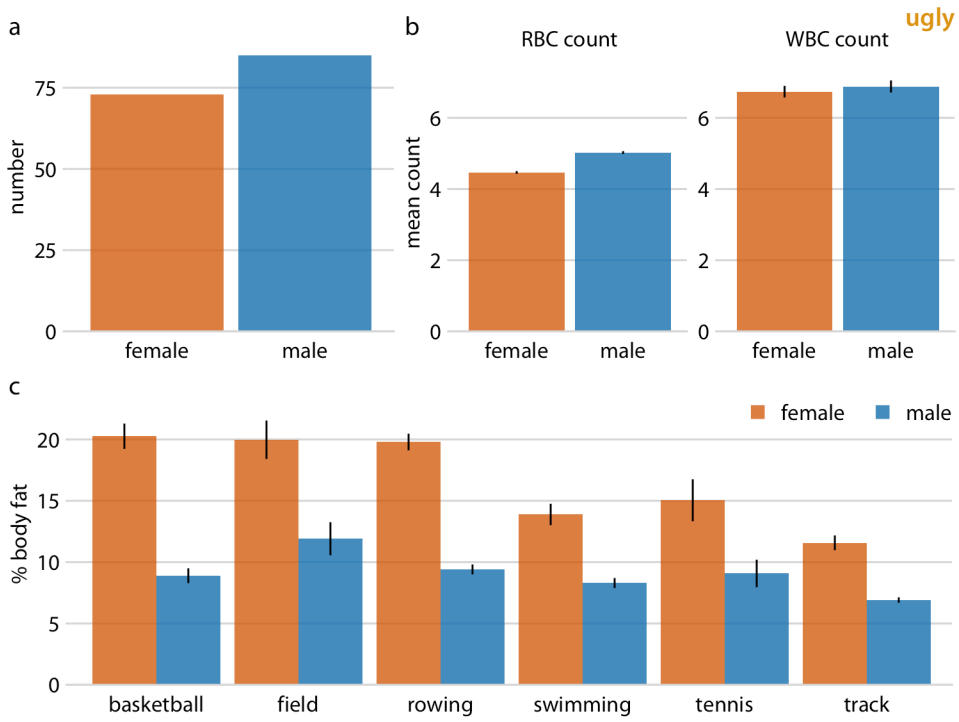 ugly
a
number
75
50
25
0
female male
b
RBC count WBC count
mean count
6
4
2
0
female male
6
4
2
0
female male
c
female male
% body fat
20
15
10
5
0
basketball field rowing swimming tennis track